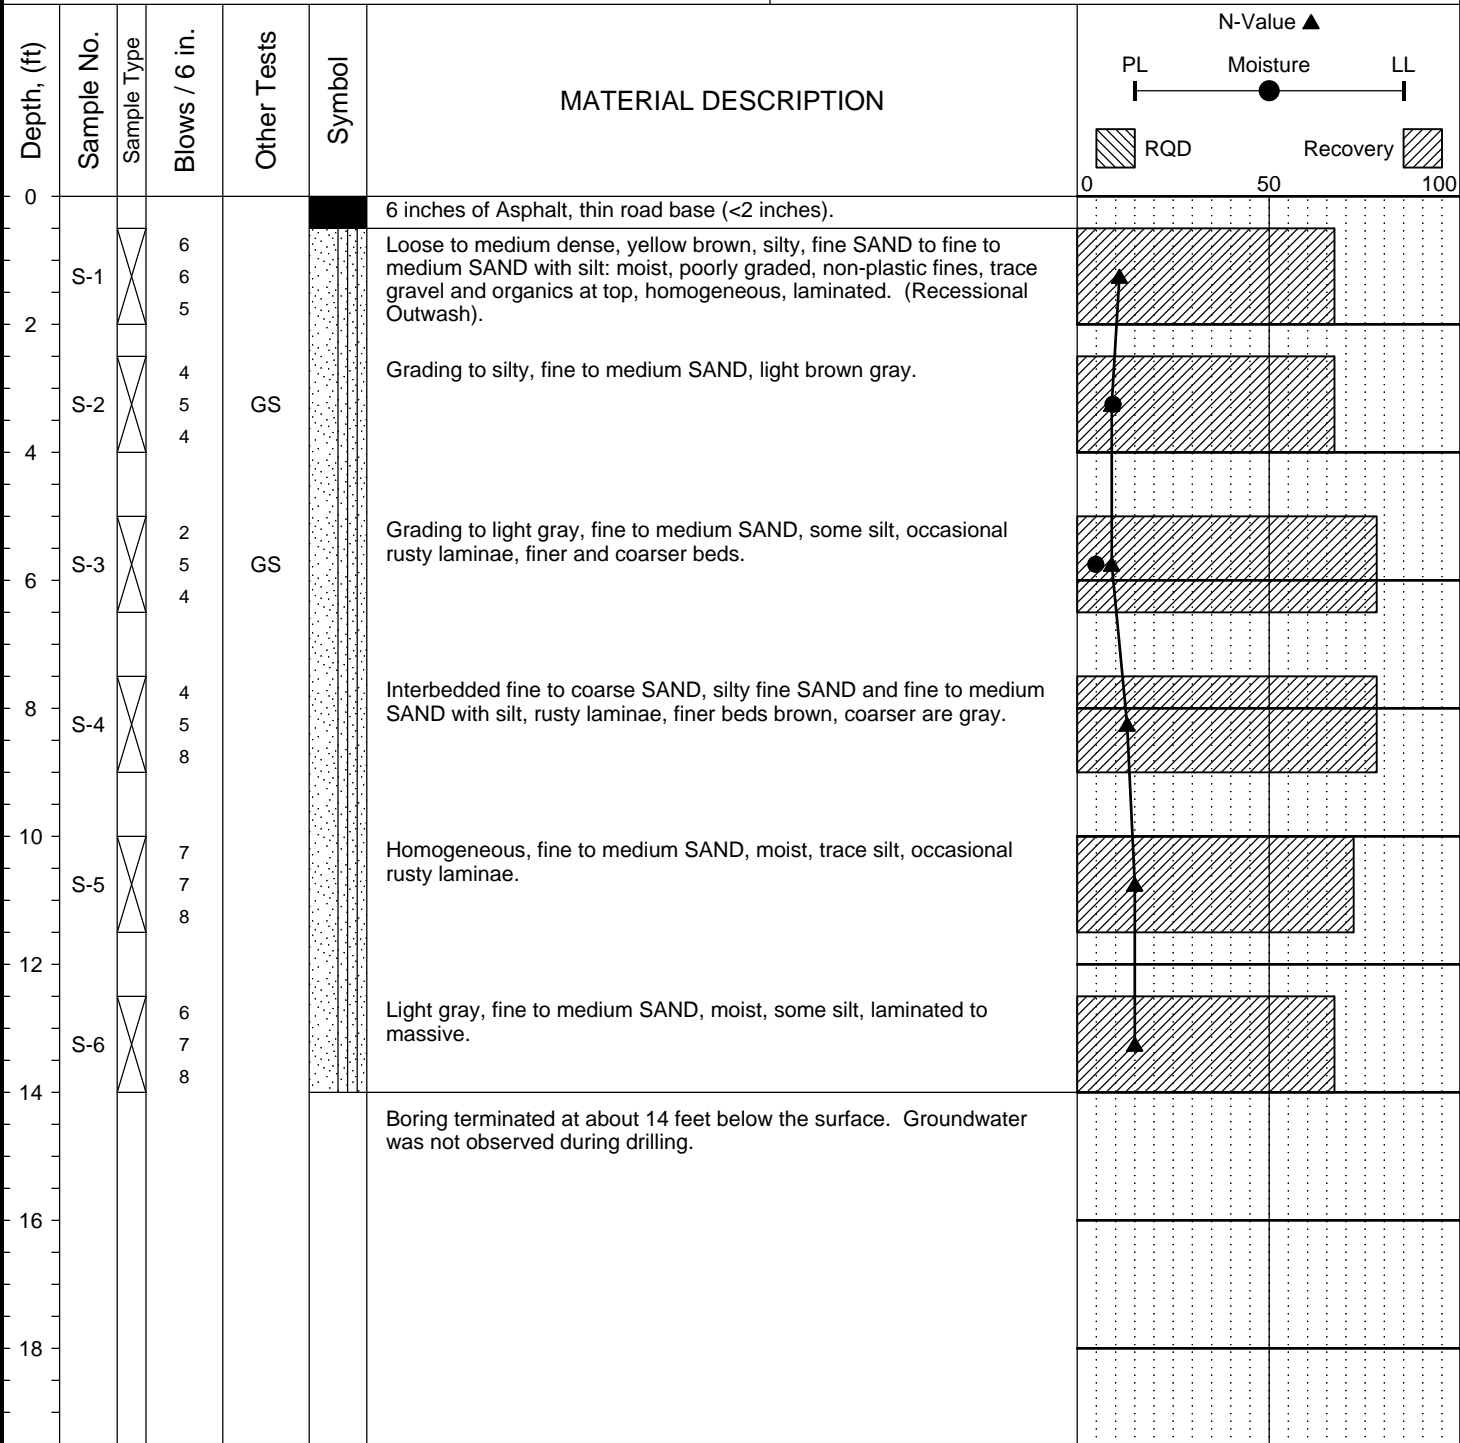 Depth, (ft)
Sample No.
Sample Type
Blows / 6 in.
Other Tests
Symbol
MATERIAL DESCRIPTION
N-Value
PL Moisture LL
RQD Recovery
0 50 100
0
6 inches of Asphalt, thin road base (<2 inches).
S-1
6
6
5
Loose to medium dense, yellow brown, silty, fine SAND to fine to
medium SAND with silt: moist, poorly graded, non-plastic fines, trace
gravel and organics at top, homogeneous, laminated. (Recessional
Outwash).
2
S-2
4
5
4
GS
Grading to silty, fine to medium SAND, light brown gray.
4
S-3
2
5
4
GS
Grading to light gray, fine to medium SAND, some silt, occasional
rusty laminae, finer and coarser beds.
6
S-4
4
5
8
Interbedded fine to coarse SAND, silty fine SAND and fine to medium
SAND with silt, rusty laminae, finer beds brown, coarser are gray.
8
10
S-5
7
7
8
Homogeneous, fine to medium SAND, moist, trace silt, occasional
rusty laminae.
12
S-6
6
7
8
Light gray, fine to medium SAND, moist, some silt, laminated to
massive.
14
Boring terminated at about 14 feet below the surface. Groundwater
was not observed during drilling.
16
18